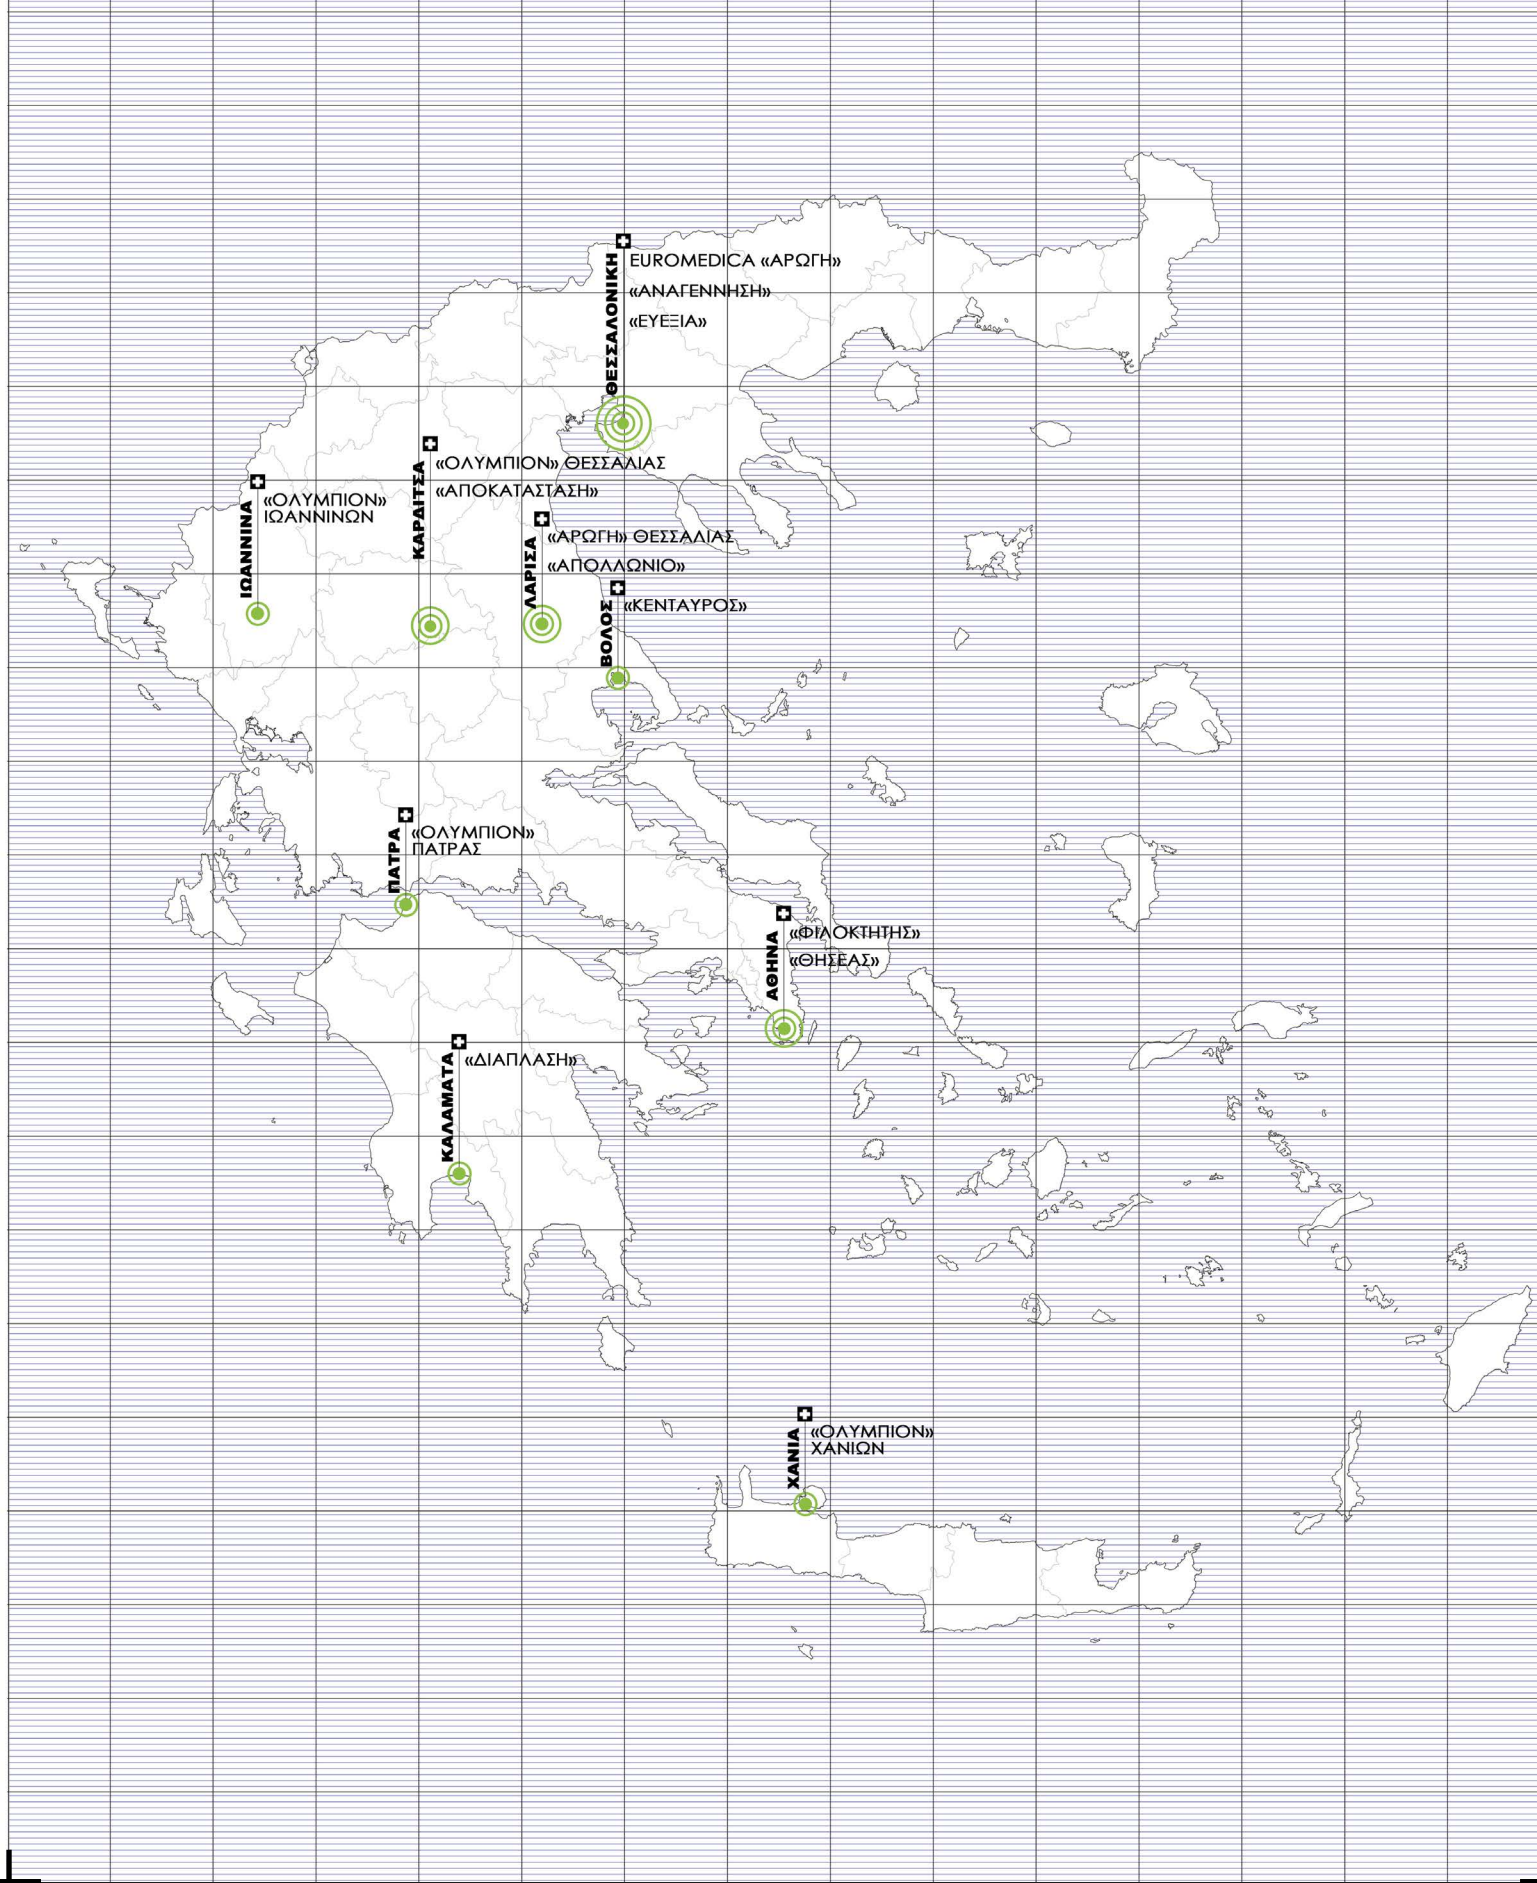 ΘΕΣΣΑΛΟΝΙΚΗ
EUROMEDICA «ΑΡΩΓΗ»
«ΑΝΑΓΕΝΝΗΣΗ»
«ΕΥΕΞΙΑ»
ΚΑΡΔΙΤΣΑ
«ΟΛΥΜΠΙΟΝ» ΘΕΣΣΑΛΙΑΣ
«ΑΠΟΚΑΤΑΣΤΑΣΗ»
ΙΩΑΝΝΙΝΑ
«ΟΛΥΜΠΙΟΝ»
ΙΩΑΝΝΙΝΩΝ
ΛΑΡΙΣΑ
«ΑΡΩΓΗ» ΘΕΣΣΑΛΙΑΣ
«ΑΠΟΛΛΩΝΙΟ»
ΒΟΛΟΣ
«ΚΕΝΤΑΥΡΟΣ»
ΠΑΤΡΑ
«ΟΛΥΜΠΙΟΝ»
ΠΑΤΡΑΣ
ΑΘΗΝΑ
«ΦΙΛΟΚΤΗΤΗΣ»
«ΘΗΣΕΑΣ»
ΚΑΛΑΜΑΤΑ
«ΔΙΑΠΛΑΣΗ»
ΧΑΝΙΑ
«ΟΛΥΜΠΙΟΝ»
ΧΑΝΙΩΝ